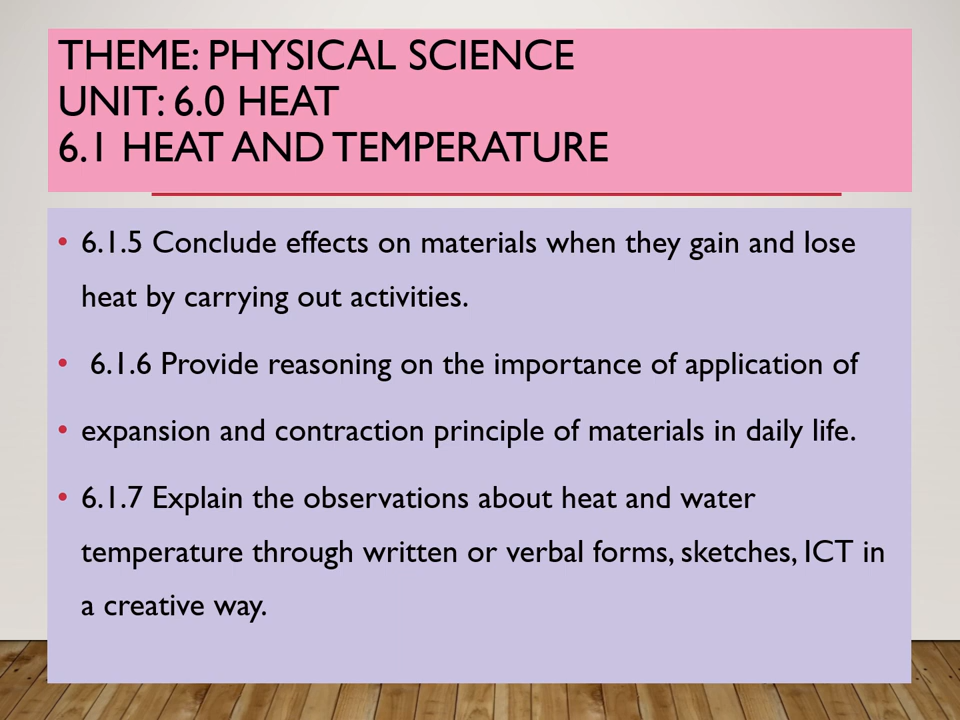 THEME: PHYSICAL SCIENCE
UNIT: 6.0 HEAT
6.1 HEAT AND TEMPERATURE
• 6.1.5 Conclude effects on materials when they gain and lose
heat by carrying out activities.
• 6.1.6 Provide reasoning on the importance of application of
• expansion and contraction principle of materials in daily life.
• 6.1.7 Explain the observations about heat and water
temperature through written or verbal forms, sketches, ICT in
a creative way.